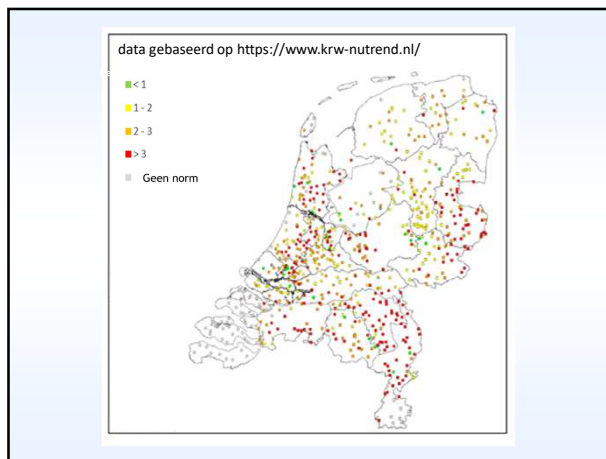 data gebaseerd op https://www.krw-nutrend.nl/
< 1
1 - 2
2 - 3
> 3
Geen norm